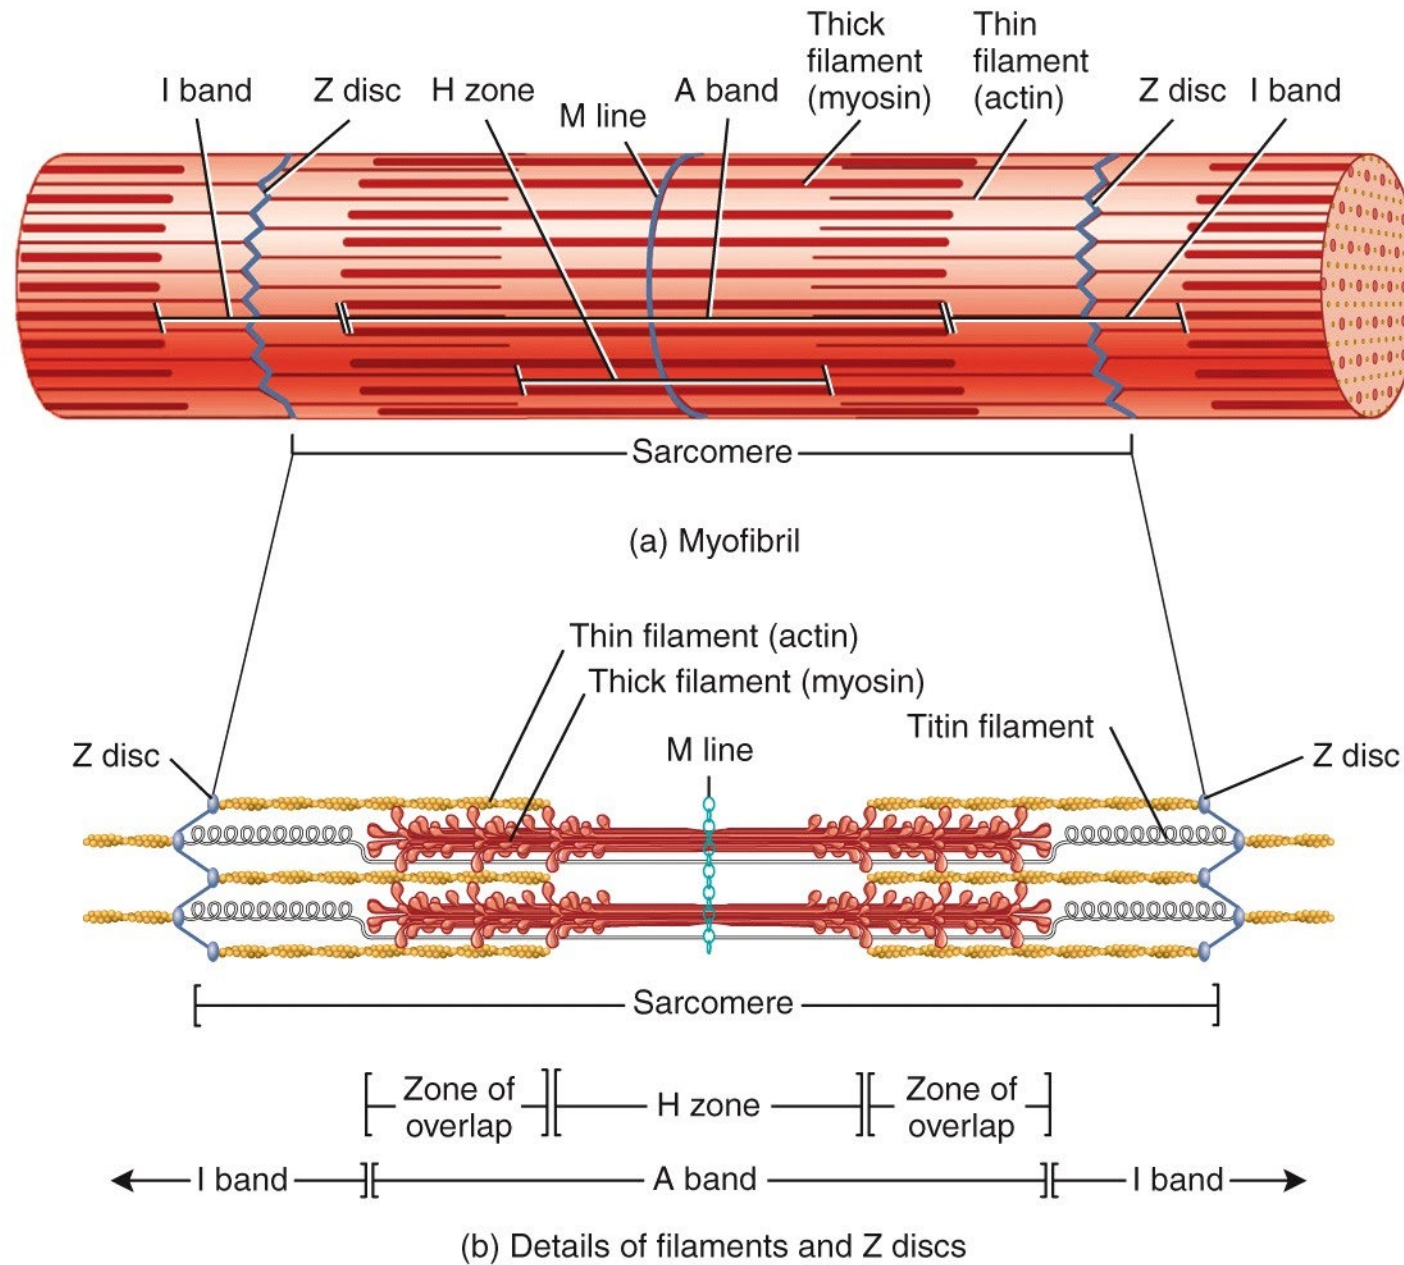 Thick
filament
(myosin)
Thin
filament
(actin)
I band
Z disc
H zone
M line
A band
Z disc
I band
Sarcomere
(a) Myofibril
Thin filament (actin)
Thick filament (myosin)
Titin filament
Z disc
M line
Z disc
Sarcomere
Zone of
overlap
H zone
Zone of
overlap
I band
A band
I band
(b) Details of filaments and Z discs